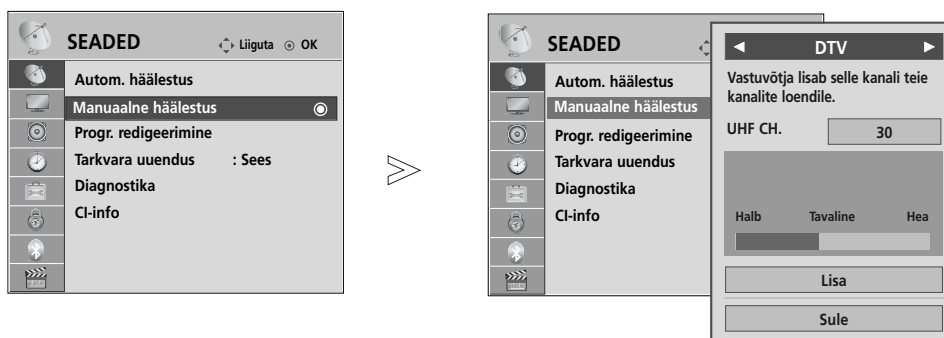 SEADED
Liiguta OK
Autom. häälestus
Manuaalne häälestus
Progr. redigeerimine
Tarkvara uuendus : Sees
Diagnostika
CI-info
SEADED
Autom. häälestus
Manuaalne häälestus
Progr. redigeerimine
Tarkvara uuendus
Diagnostika
CI-info
DTV
Vastuvõtja lisab selle kanali teie
kanalite loendile.
UHF CH. 30
Halb Tavaline Hea
Lisa
Sule